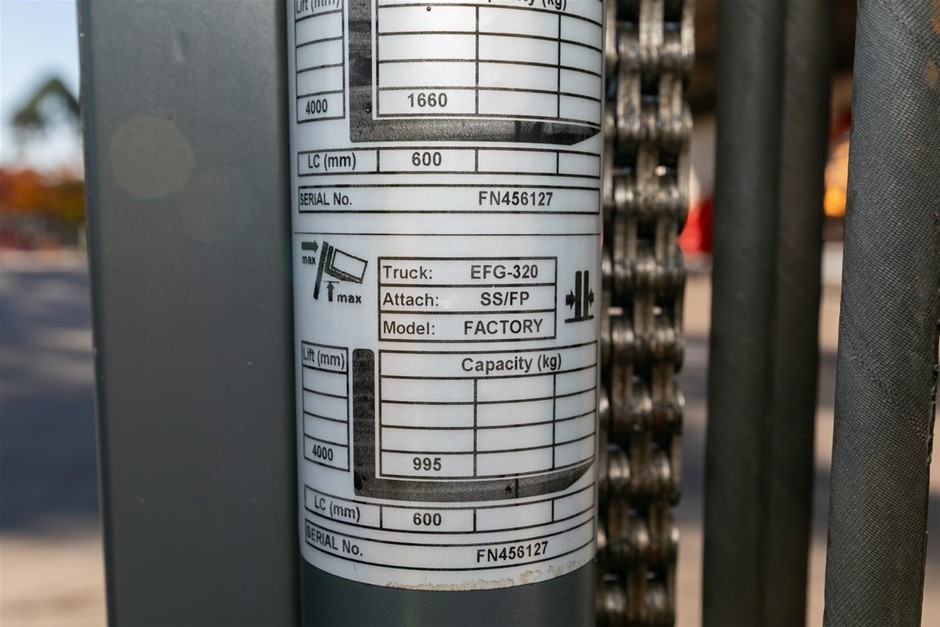 Lift (mm) Capacity (kg)
4000 1660
LC (mm) 600
SERIAL No. FN456127
max
max
Truck: EFG-320
Attach: SS/FP
Model: FACTORY
Lift (mm) Capacity (kg)
4000 995
LC (mm) 600
SERIAL No. FN456127